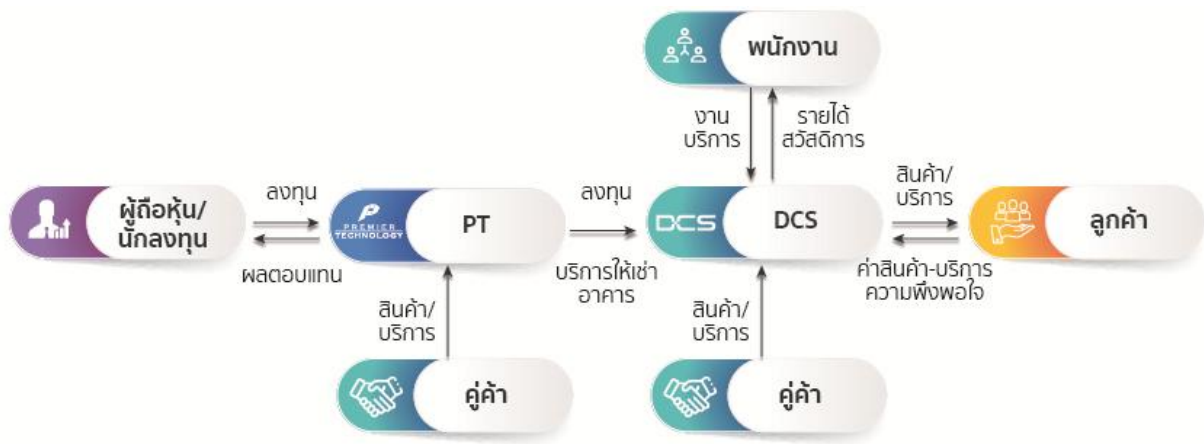 พนักงาน
งาน
บริการ
รายได้
สวัสดิการ
ผู้ถือหุ้น/
นักลงทุน
ลงทุน
ผลตอบแทน
PREMIER
TECHNOLOGY
PT
ลงทุน
บริการให้เช่า
อาคาร
DCS
DCS
สินค้า/
บริการ
ค่าสินค้า-บริการ
ความพึงพอใจ
ลูกค้า
สินค้า/
บริการ
สินค้า/
บริการ
คู่ค้า
คู่ค้า